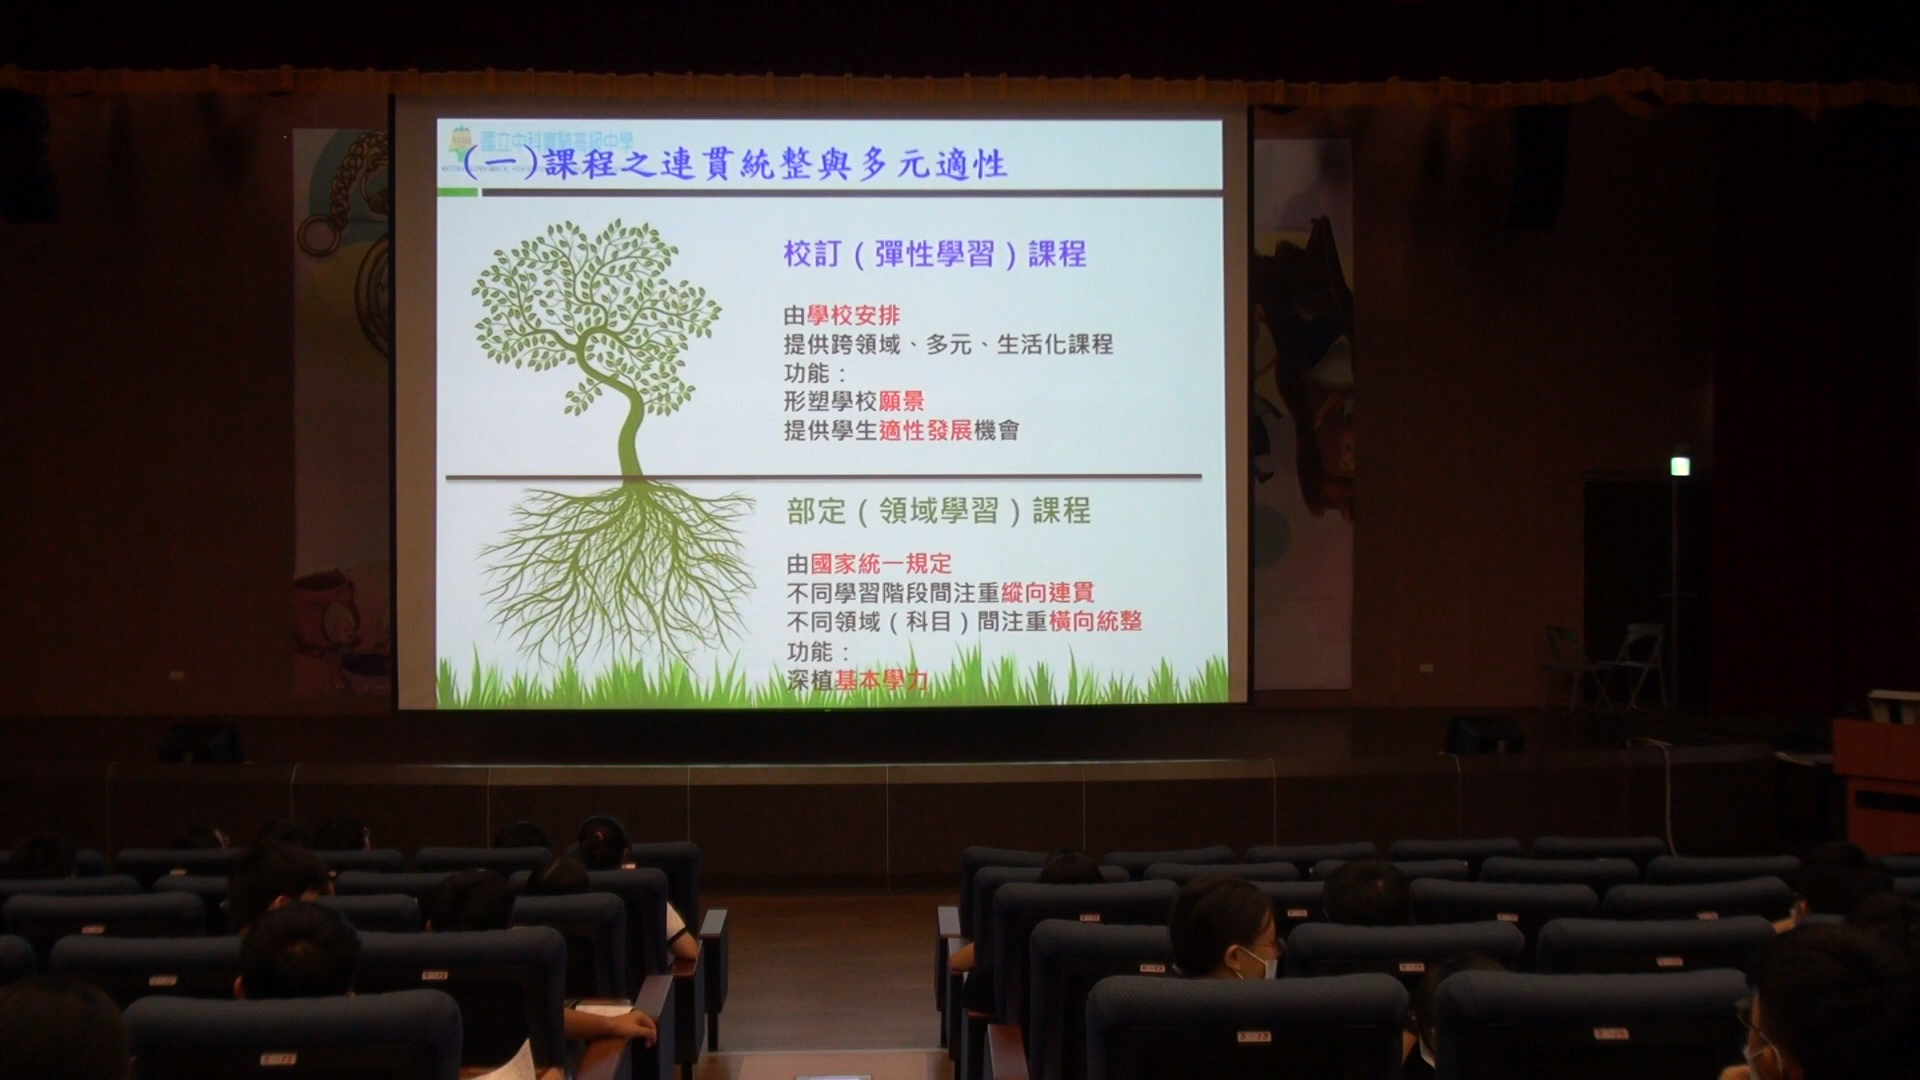 國立中科實驗高級中學
(一)課程之連貫統整與多元適性
校訂(彈性學習)課程
由學校安排
提供跨領域、多元、生活化課程
功能：
形塑學校願景
提供學生適性發展機會
部定(領域學習)課程
由國家統一規定
不同學習階段間注重縱向連貫
不同領域(科目)間注重橫向統整
功能：
深植基本學力